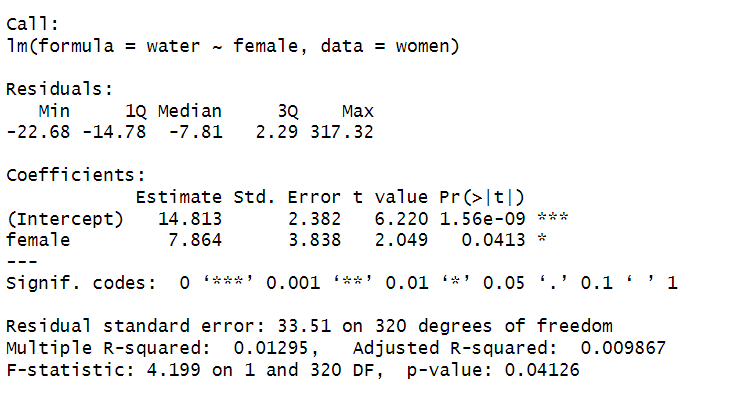 Call:
lm(formula = water ~ female, data = women)
Residuals:
Min 1Q Median 3Q Max
-22.68 -14.78 -7.81 2.29 317.32
Coefficients:
Estimate Std. Error t value Pr(>|t|)
(Intercept) 14.813 2.382 6.220 1.56e-09 ***
female 7.864 3.838 2.049 0.0413 *
---
Signif. codes: 0 ‘***’ 0.001 ‘**’ 0.01 ‘*’ 0.05 ‘.’ 0.1 ‘ ’ 1
Residual standard error: 33.51 on 320 degrees of freedom
Multiple R-squared: 0.01295, Adjusted R-squared: 0.009867
F-statistic: 4.199 on 1 and 320 DF, p-value: 0.04126